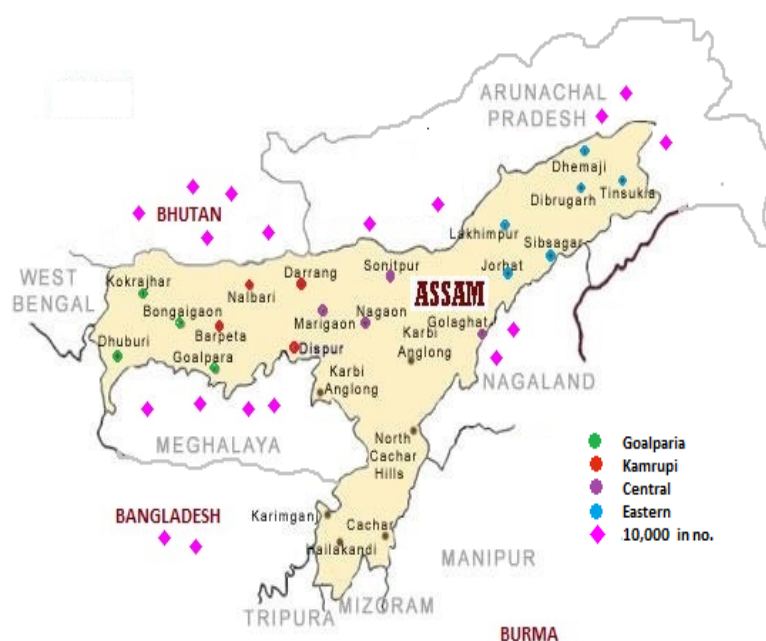 ARUNACHAL
PRADESH
Dhemaji
Dibrugarh
Tinsukia
BHUTAN
Lakhimpur
Sibsagar
WEST
BENGAL
Kokrajhar
Darrang
Sonitpur
Jorhat
Nalbari
ASSAM
Bongaigaon
Marigaon
Nagaon
Golaghat
Barpeta
Karbi
Anglong
Dhuburi
Goalpara
Dispur
Karbi
Anglong
NAGALAND
MEGHALAYA
North
Cachar
Hills
Goalparia
Kamrupi
Central
Eastern
10,000 in no.
BANGLADESH
Karimganj
Cachar
Hailakandi
MANIPUR
TRIPURA
MIZORAM
BURMA